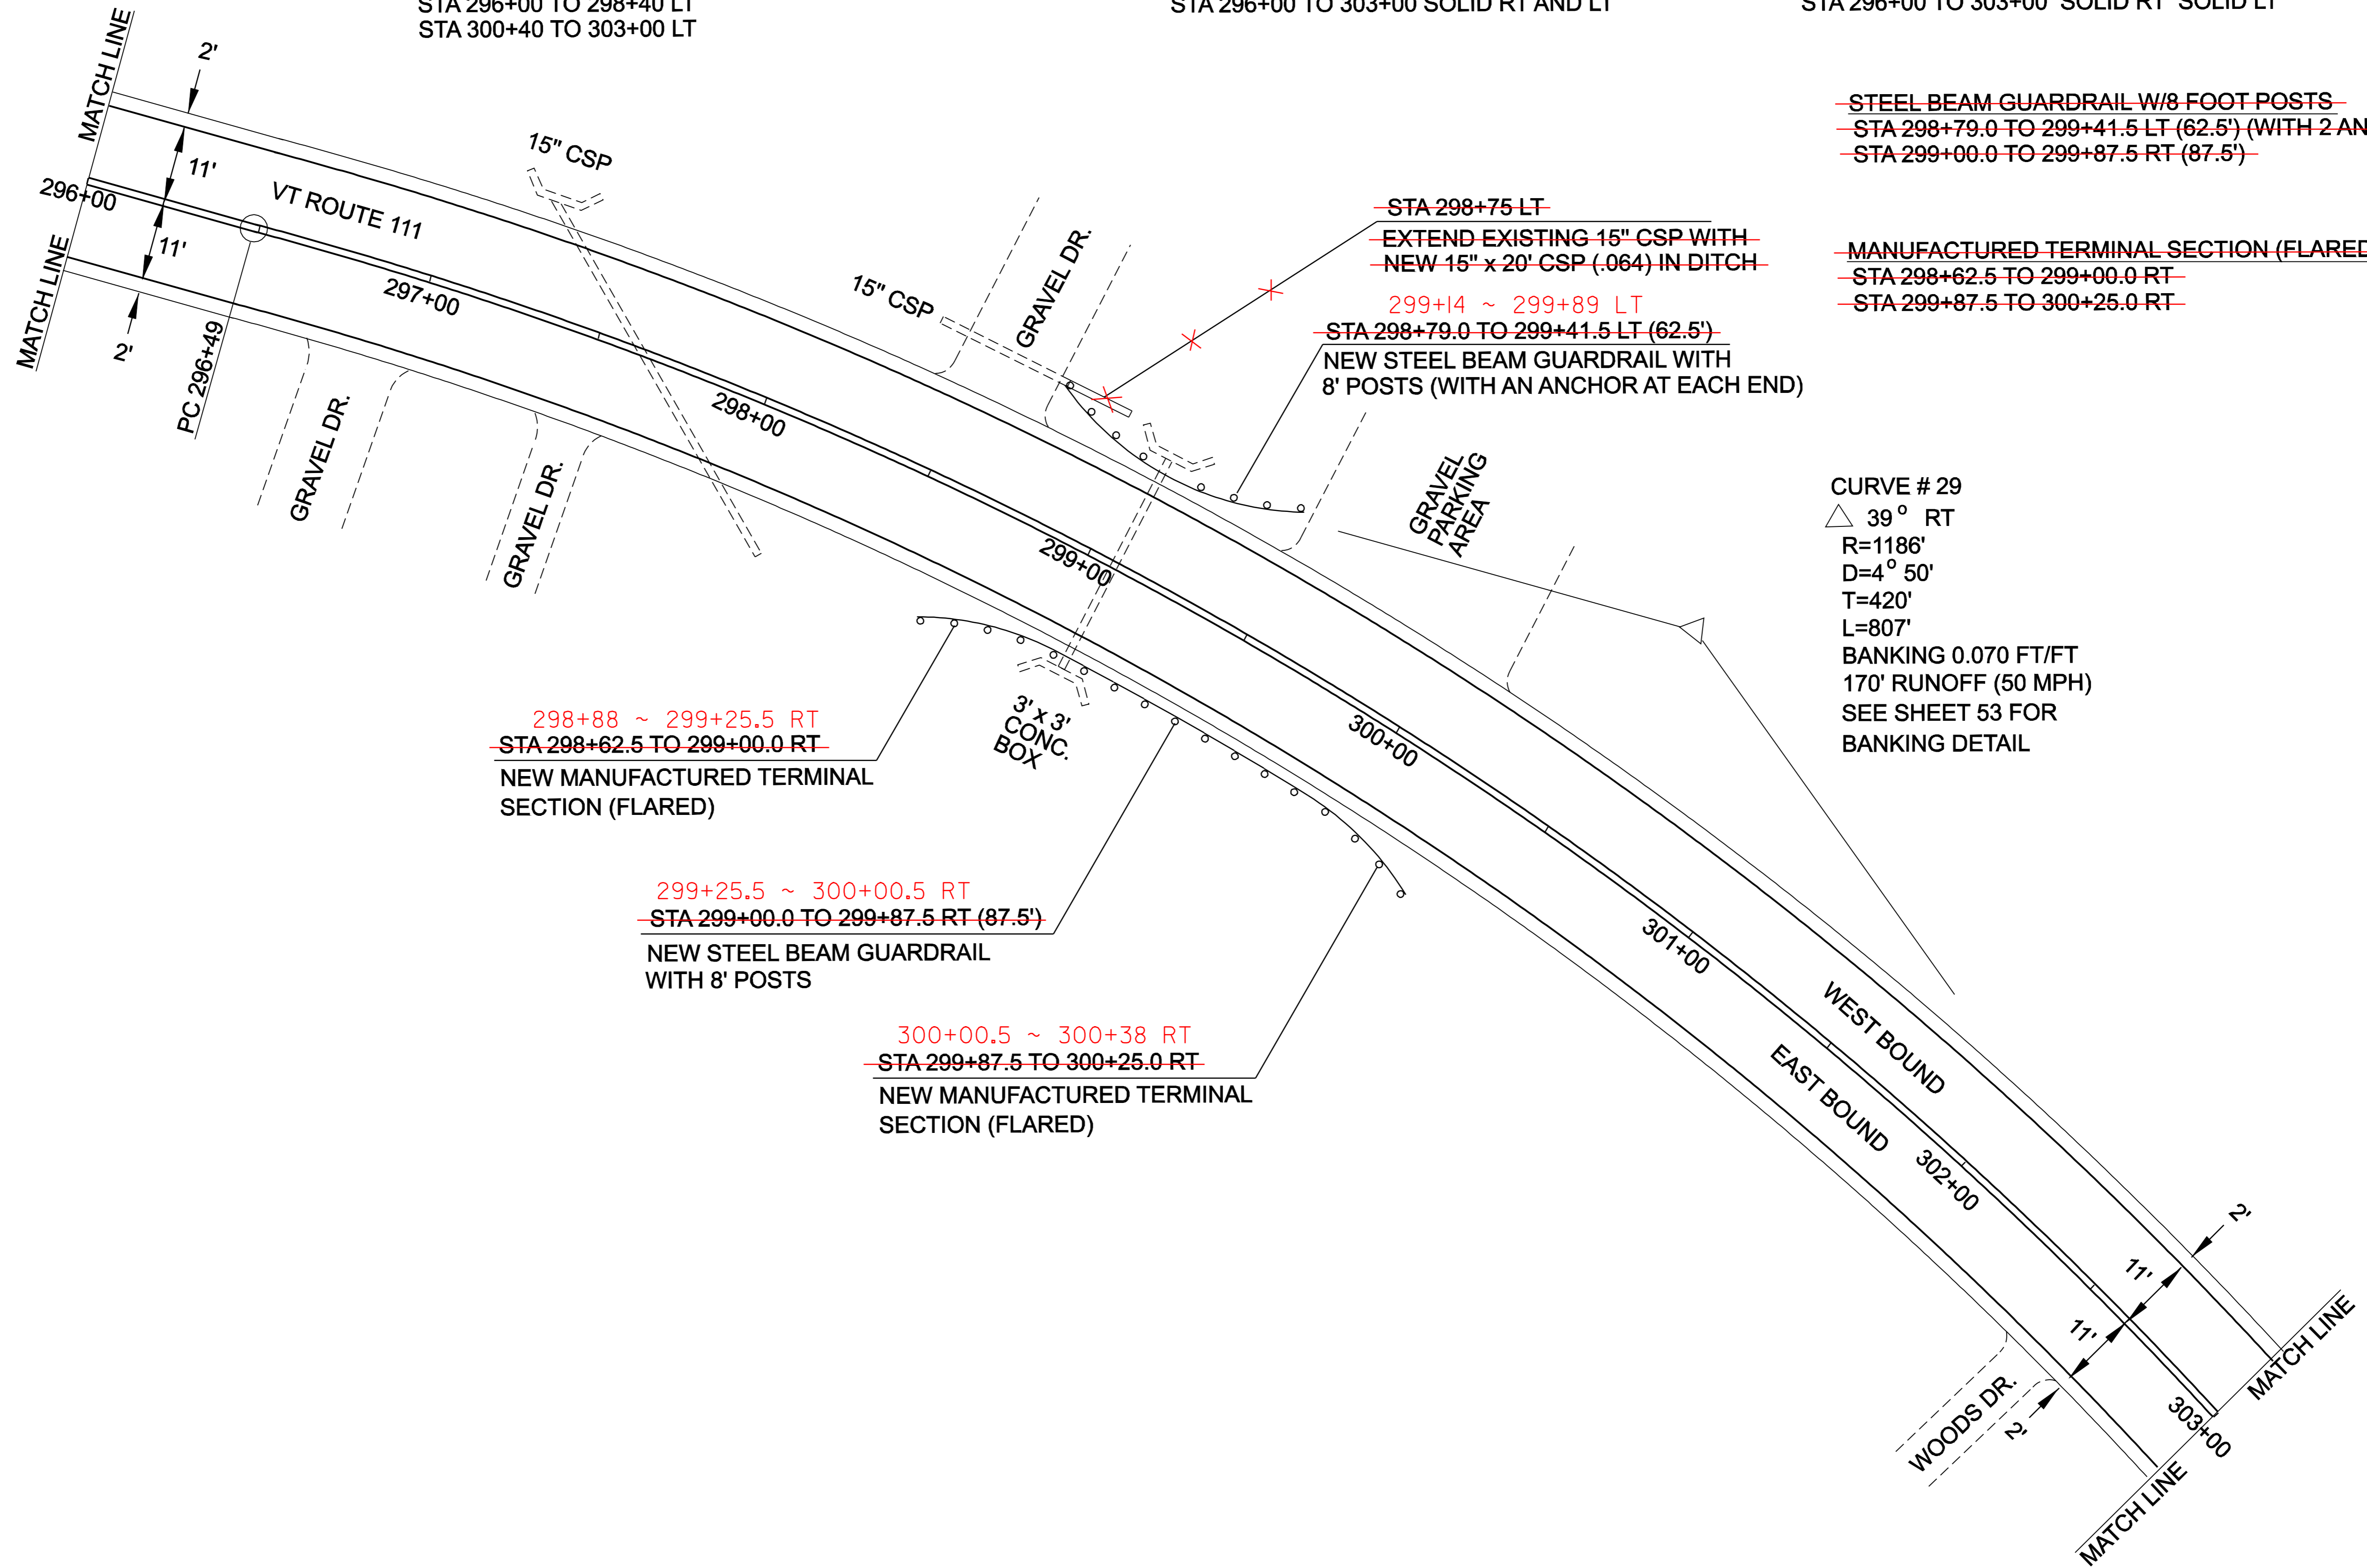 STA 296+00 TO 298+40 LT
STA 300+40 TO 303+00 LT
STA 296+00 TO 303+00 SOLID RT AND LT
STA 296+00 TO 303+00 SOLID RT SOLID LT
MATCH LINE
2'
11'
11'
2'
296+00
MATCH LINE
VT ROUTE 111
PC 296+49
15" CSP
297+00
GRAVEL DR.
GRAVEL DR.
298+00
15" CSP
GRAVEL DR.
STA 298+75 LT
EXTEND EXISTING 15" CSP WITH
NEW 15" x 20' CSP (.064) IN DITCH
299+14 ~ 299+89 LT
STA 298+79.0 TO 299+41.5 LT (62.5')
NEW STEEL BEAM GUARDRAIL WITH
8' POSTS (WITH AN ANCHOR AT EACH END)
STEEL BEAM GUARDRAIL W/8 FOOT POSTS
STA 298+79.0 TO 299+41.5 LT (62.5') (WITH 2 AN
STA 299+00.0 TO 299+87.5 RT (87.5')
MANUFACTURED TERMINAL SECTION (FLARED
STA 298+62.5 TO 299+00.0 RT
STA 299+87.5 TO 300+25.0 RT
GRAVEL
PARKING
AREA
CURVE # 29
△ 39° RT
R=1186'
D=4° 50'
T=420'
L=807'
BANKING 0.070 FT/FT
170' RUNOFF (50 MPH)
SEE SHEET 53 FOR
BANKING DETAIL
299+00
3' x 3'
CONC.
BOX
298+88 ~ 299+25.5 RT
STA 298+62.5 TO 299+00.0 RT
NEW MANUFACTURED TERMINAL
SECTION (FLARED)
300+00
299+25.5 ~ 300+00.5 RT
STA 299+00.0 TO 299+87.5 RT (87.5')
NEW STEEL BEAM GUARDRAIL
WITH 8' POSTS
300+00.5 ~ 300+38 RT
STA 299+87.5 TO 300+25.0 RT
NEW MANUFACTURED TERMINAL
SECTION (FLARED)
301+00
WEST BOUND
EAST BOUND
302+00
2'
11'
11'
2'
WOODS DR.
303+00
MATCH LINE
MATCH LINE